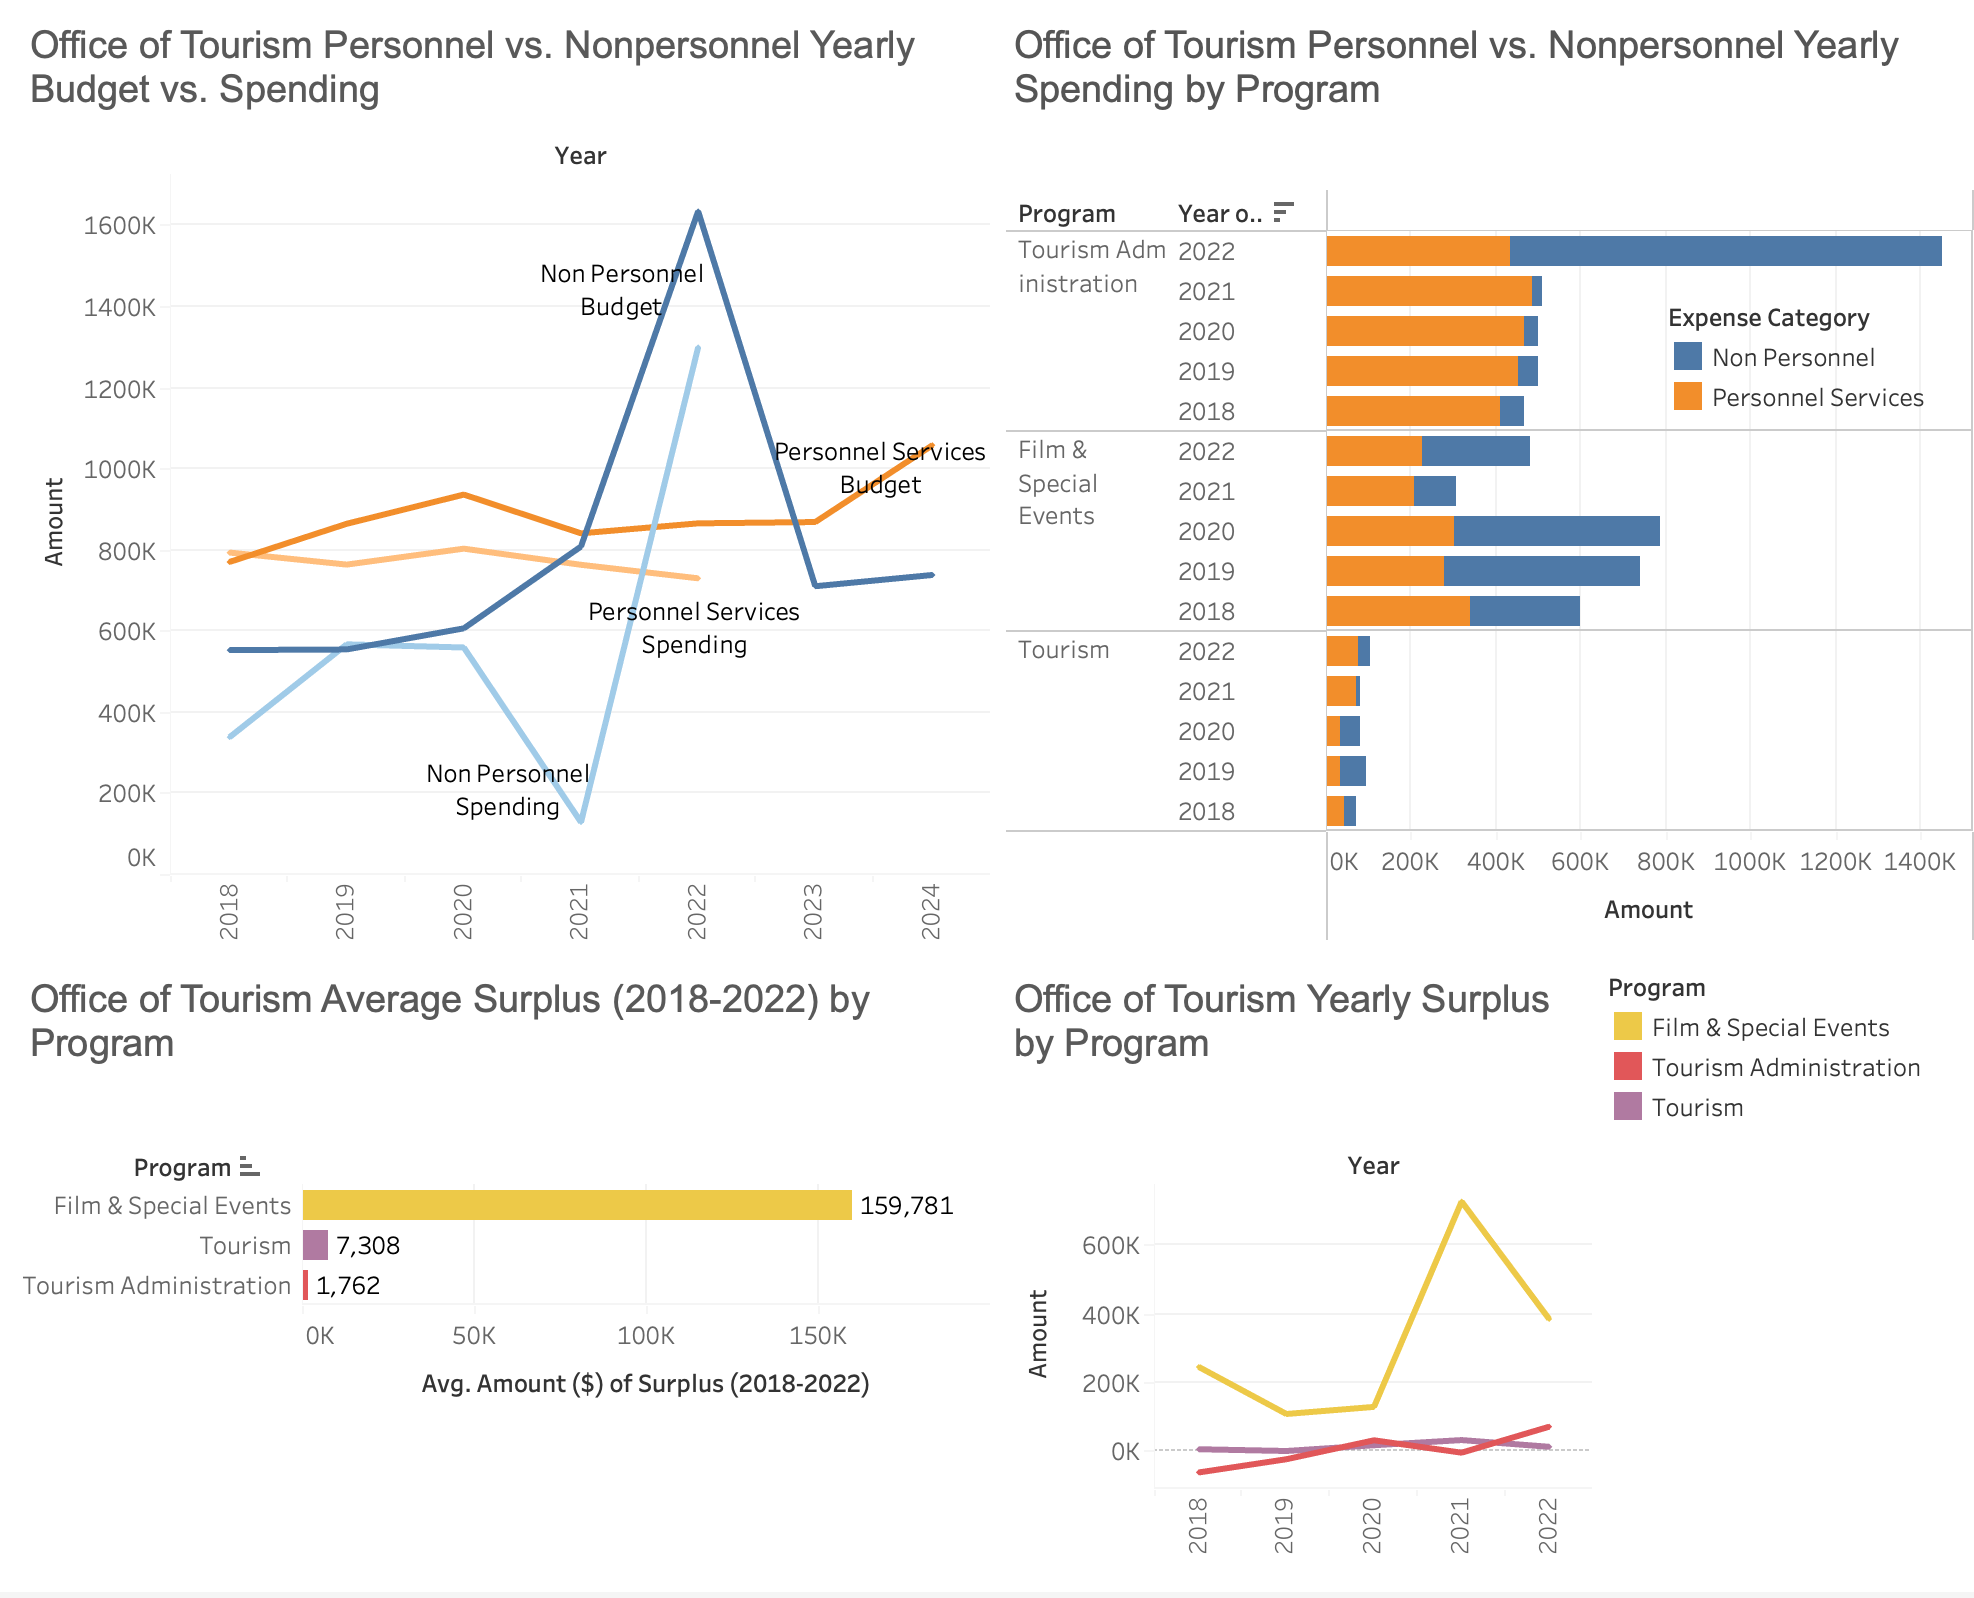 Office of Tourism Personnel vs. Nonpersonnel Yearly
Budget vs. Spending
Year
Amount
1600K
1400K
1200K
1000K
800K
600K
400K
200K
0K
Non Personnel
Budget
Personnel Services
Budget
Personnel Services
Spending
Non Personnel
Spending
2018
2019
2020
2021
2022
2023
2024
Office of Tourism Personnel vs. Nonpersonnel Yearly
Spending by Program
Program
Year o..
Tourism Adm
inistration
2022
2021
2020
2019
2018
Film &
Special
Events
2022
2021
2020
2019
2018
Tourism
2022
2021
2020
2019
2018
Expense Category
Non Personnel
Personnel Services
0K 200K 400K 600K 800K 1000K 1200K 1400K
Amount
Office of Tourism Average Surplus (2018-2022) by
Program
Program
Film & Special Events 159,781
Tourism 7,308
Tourism Administration 1,762
0K 50K 100K 150K
Avg. Amount ($) of Surplus (2018-2022)
Office of Tourism Yearly Surplus
by Program
Program
Film & Special Events
Tourism Administration
Tourism
Year
Amount
600K
400K
200K
0K
2018
2019
2020
2021
2022